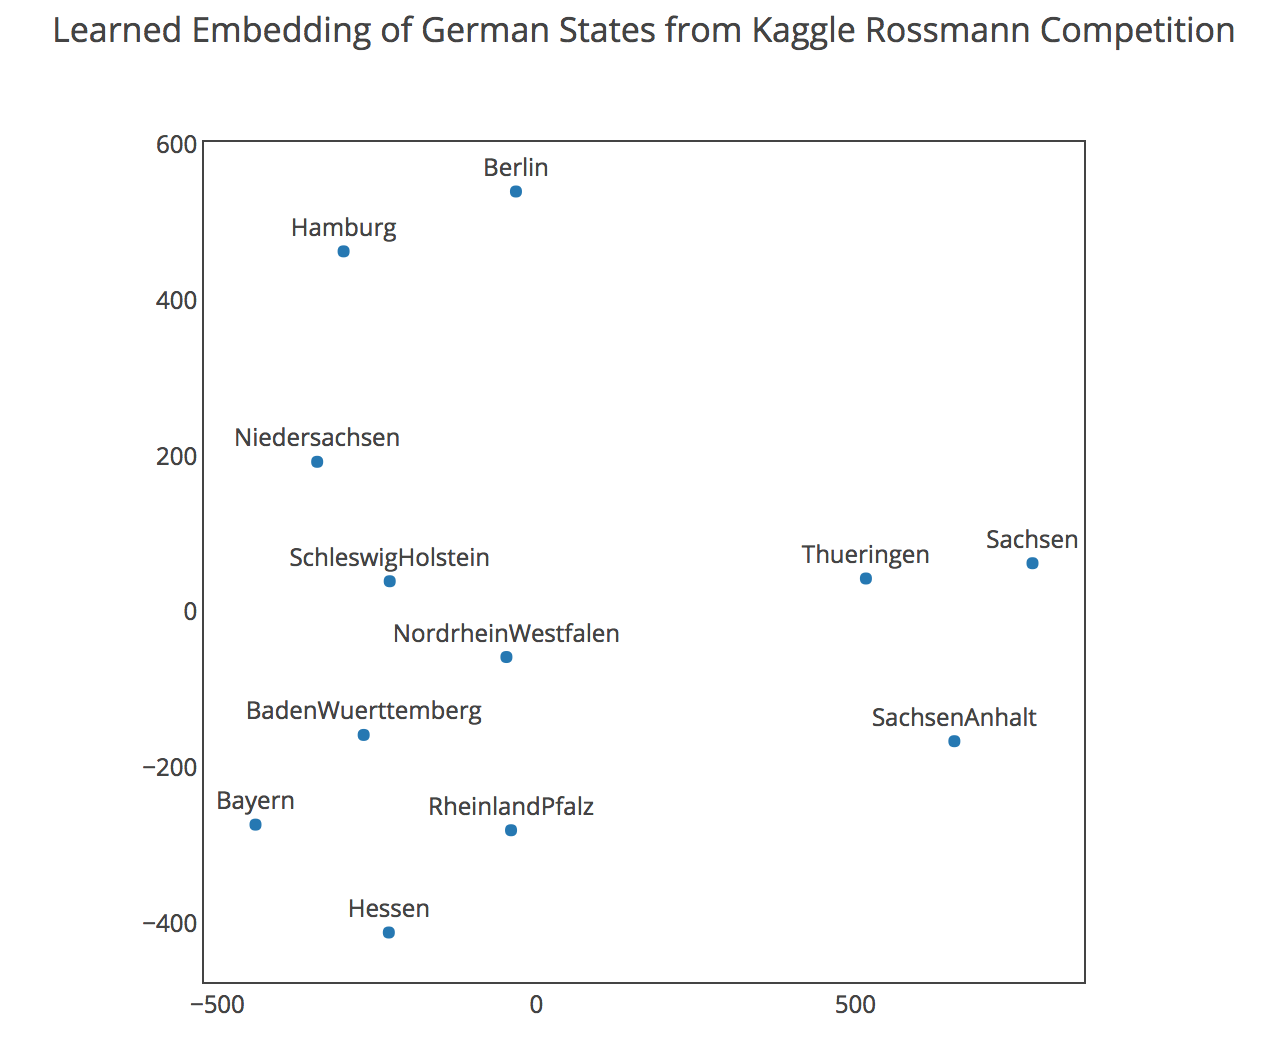 Learned Embedding of German States from Kaggle Rossmann Competition
600
Berlin
Hamburg
400
Niedersachsen
200
Sachsen
Thueringen
SchleswigHolstein
0
NordrheinWestfalen
BadenWuerttemberg
SachsenAnhalt
−200
Bayern
RheinlandPfalz
Hessen
−400
−500 0 500